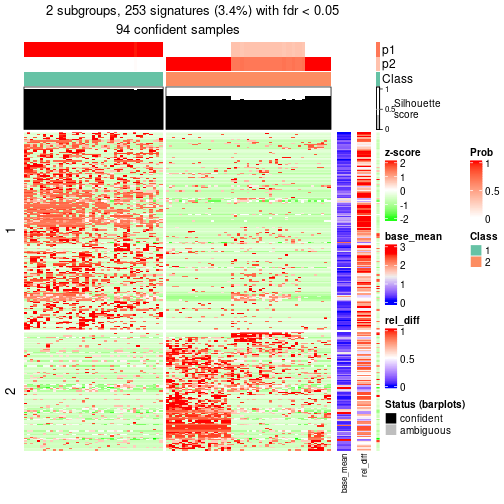 2 subgroups, 253 signatures (3.4%) with fdr < 0.05
94 confident samples
p1
p2
Class
1
0.5
0
Silhouette
score
1
2
z-score
2
1
0
-1
-2
Prob
1
0.5
0
base_mean
3
2
1
0
Class
1
2
rel_diff
1
0.5
0
Status (barplots)
confident
ambiguous
base_mean
rel_diff